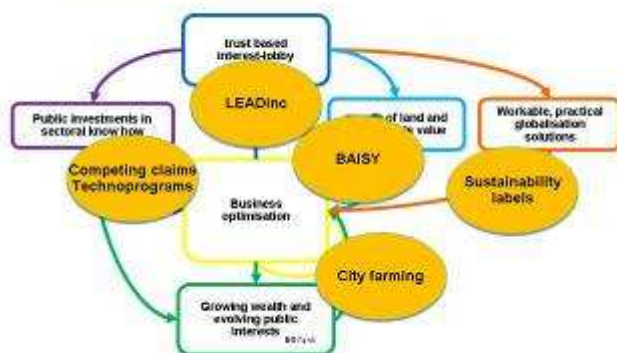 trust based
interest-lobby
LEADinc
Public investments in
sectoral know how
of land and
value
Workable, practical
globalisation
solutions
BAISY
Competing claims
Technoprograms
Sustainability
labels
Business
optimisation
City farming
Growing wealth and
evolving public
interests